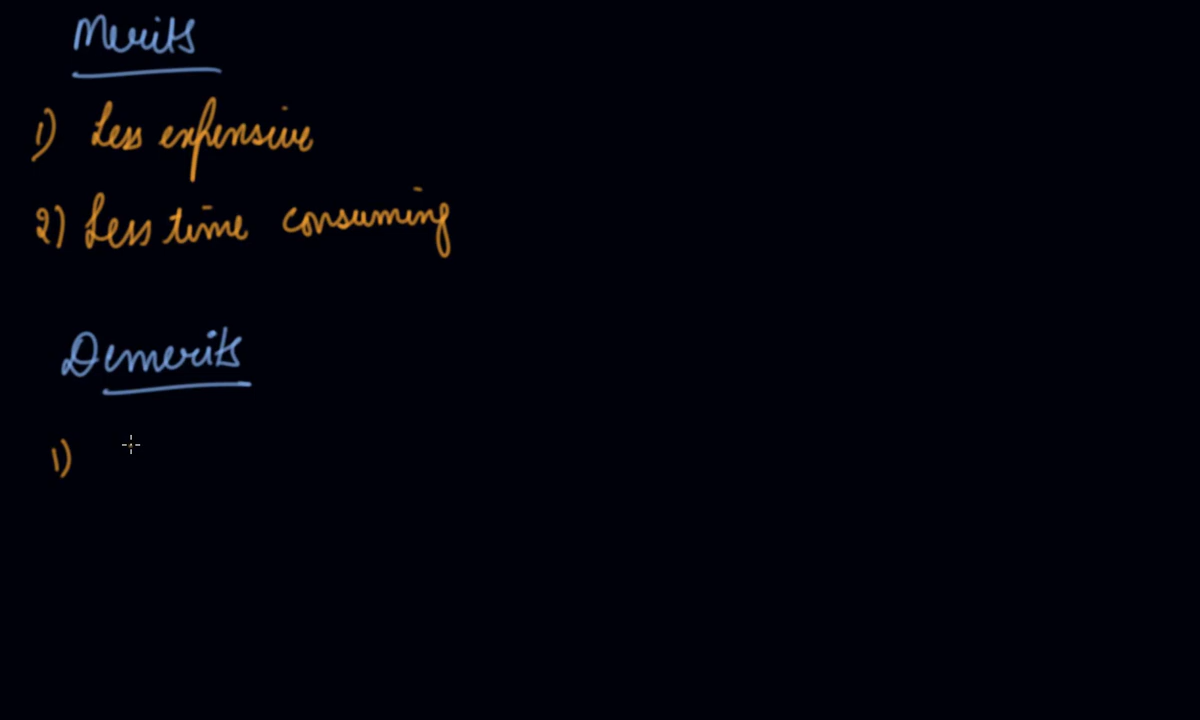 Merits
1) Less expensive
2) Less time consuming
Demerits
1)